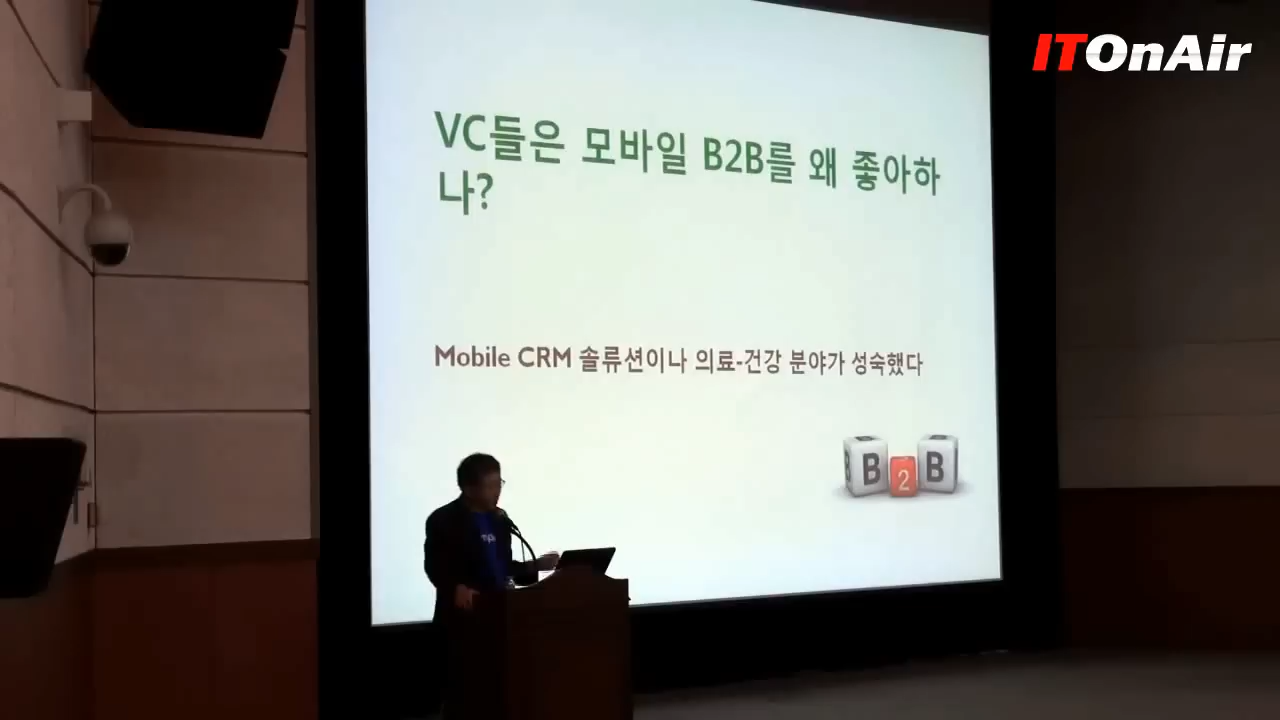 ITOnAir
VC들은 모바일 B2B를 왜 좋아하
나?
Mobile CRM 솔류션이나 의료-건강 분야가 성숙했다
B 2 B